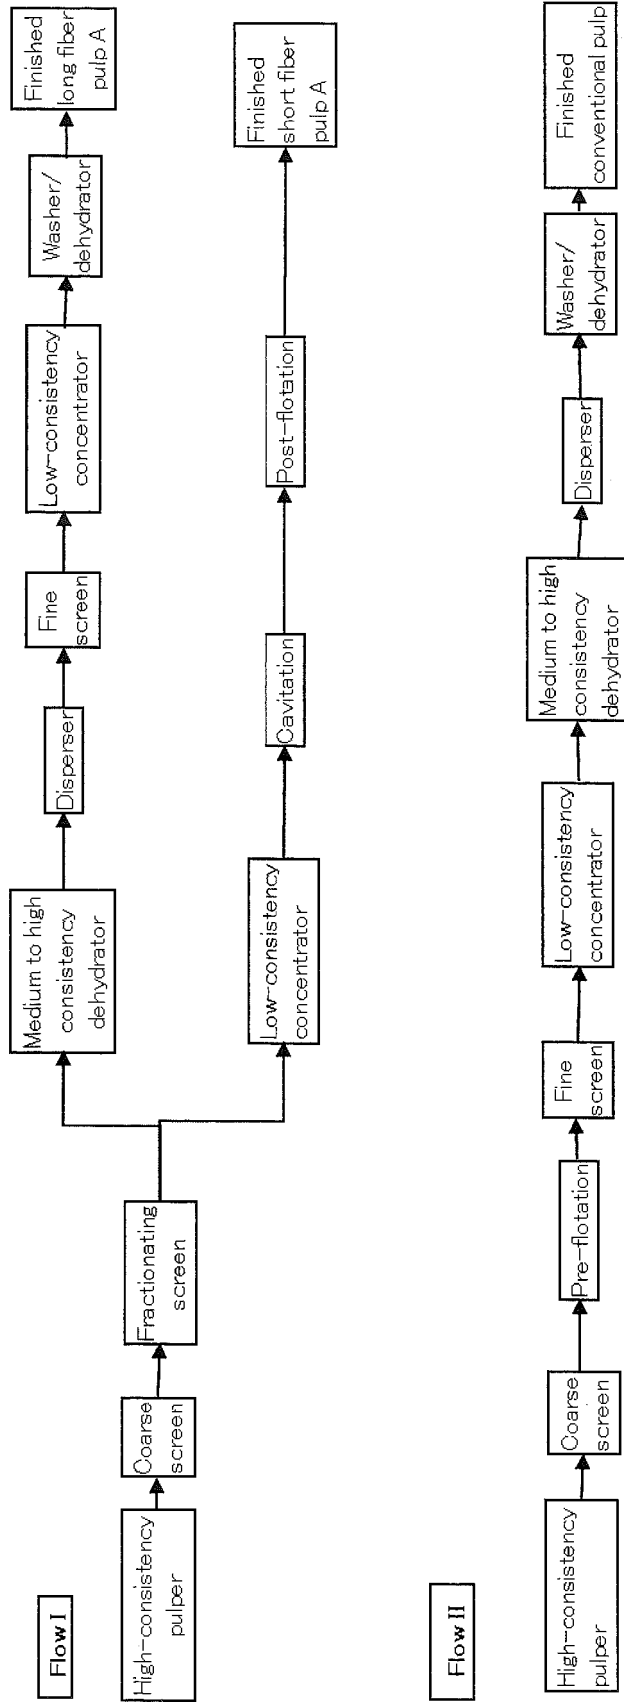 Flow I
High-consistency
pulper
Coarse
screen
Fractionating
screen
Medium to high
consistency
dehydrator
Disperser
Fine
screen
Low-consistency
concentrator
Washer/
dehydrator
Finished
long fiber
pulp A
Low-consistency
concentrator
Cavitation
Post-flotation
Finished
short fiber
pulp A
Flow II
High-consistency
pulper
Coarse
screen
Pre-flotation
Fine
screen
Low-consistency
concentrator
Medium to high
consistency
dehydrator
Disperser
Washer/
dehydrator
Finished
conventional pulp